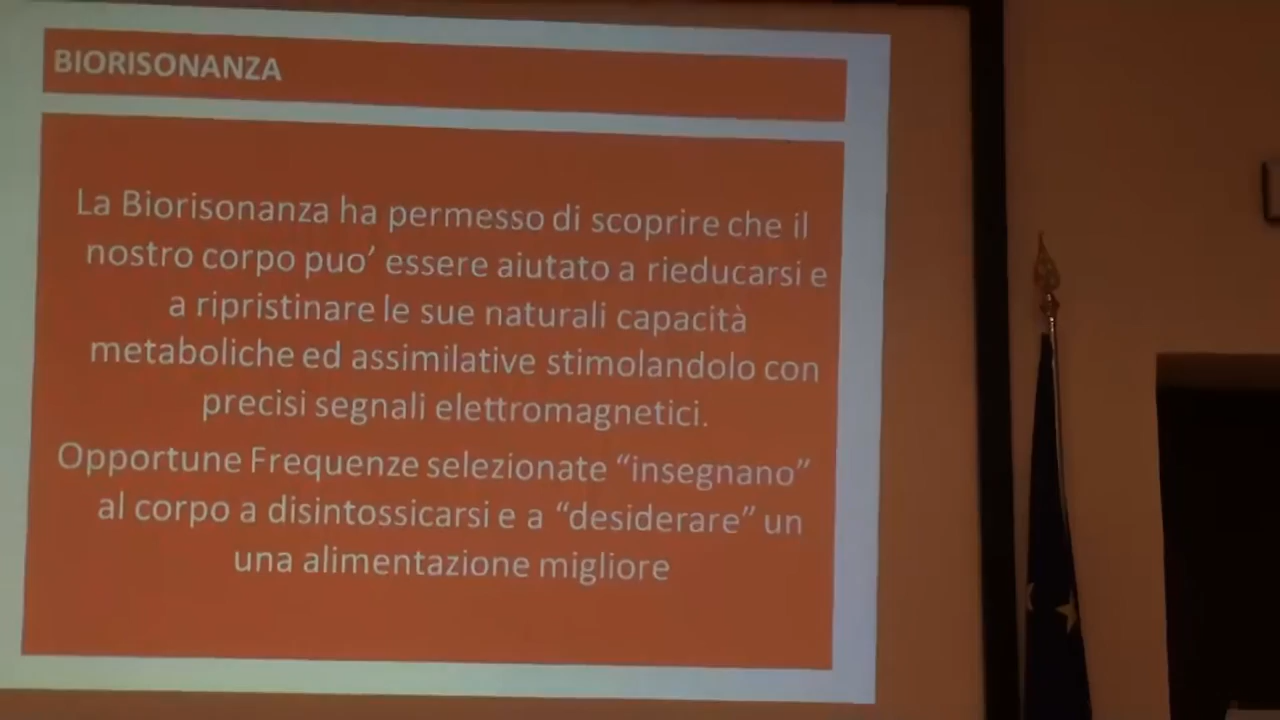 BIORISONANZA
La Biorisonanza ha permesso di scoprire che il
nostro corpo puo’ essere aiutato a rieducarsi e
a ripristinare le sue naturali capacità
metaboliche ed assimilative stimolandolo con
precisi segnali elettromagnetici.
Opportune Frequenze selezionate “insegnano”
al corpo a disintossicarsi e a “desiderare” un
una alimentazione migliore